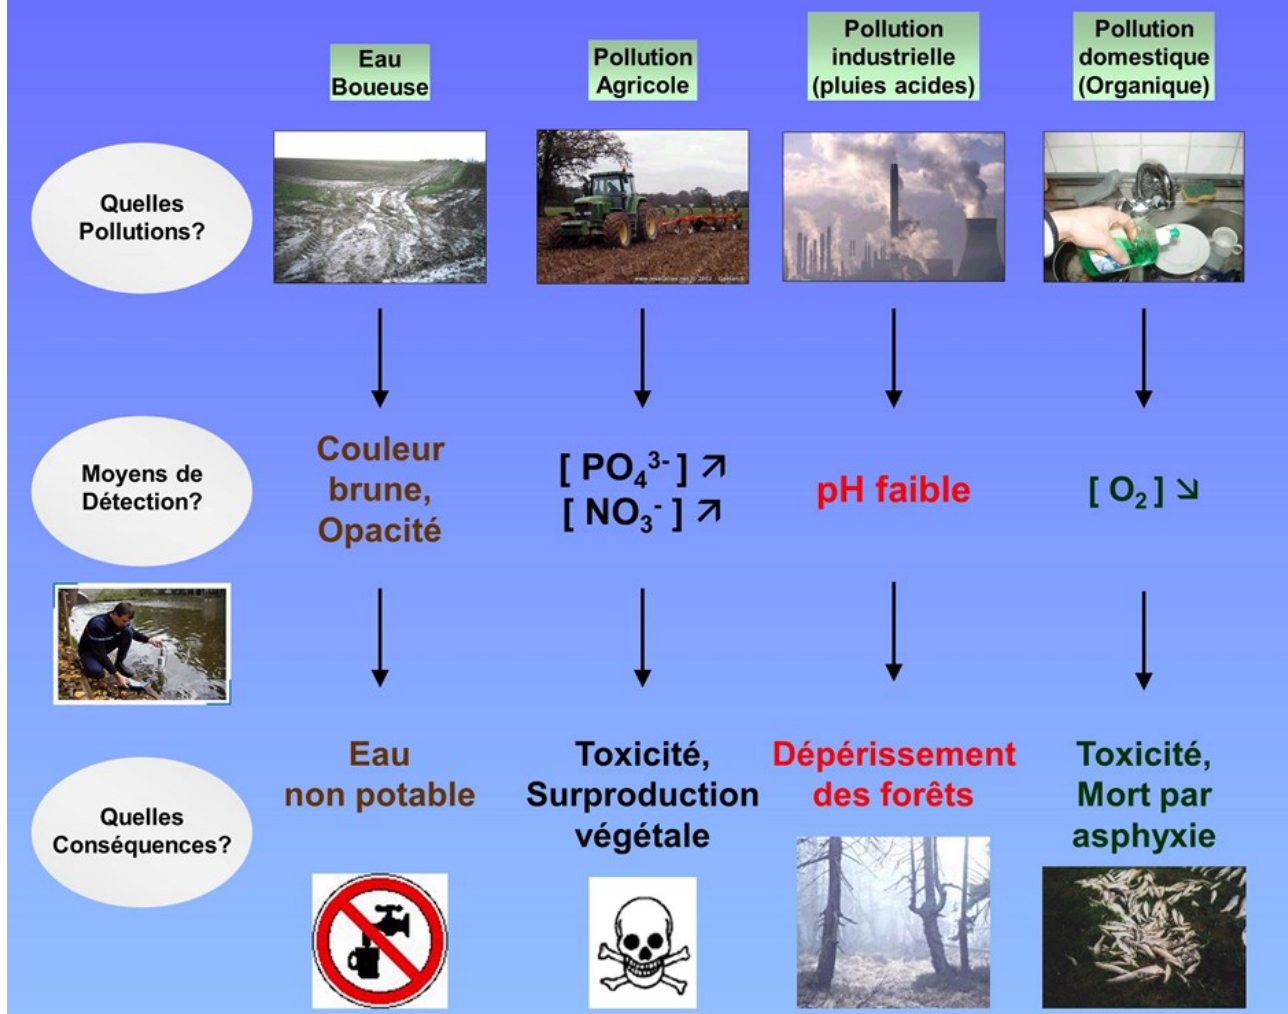 Eau
Boueuse
Pollution
Agricole
Pollution
industrielle
(pluies acides)
Pollution
domestique
(Organique)
Quelles
Pollutions?
Moyens de
Détection?
Couleur
brune,
Opacité
[ PO₄³⁻ ] ↗
[ NO₃⁻ ] ↗
pH faible
[ O₂ ] ↘
Quelles
Conséquences?
Eau
non potable
Toxicité,
Surproduction
végétale
Dépérissement
des forêts
Toxicité,
Mort par
asphyxie